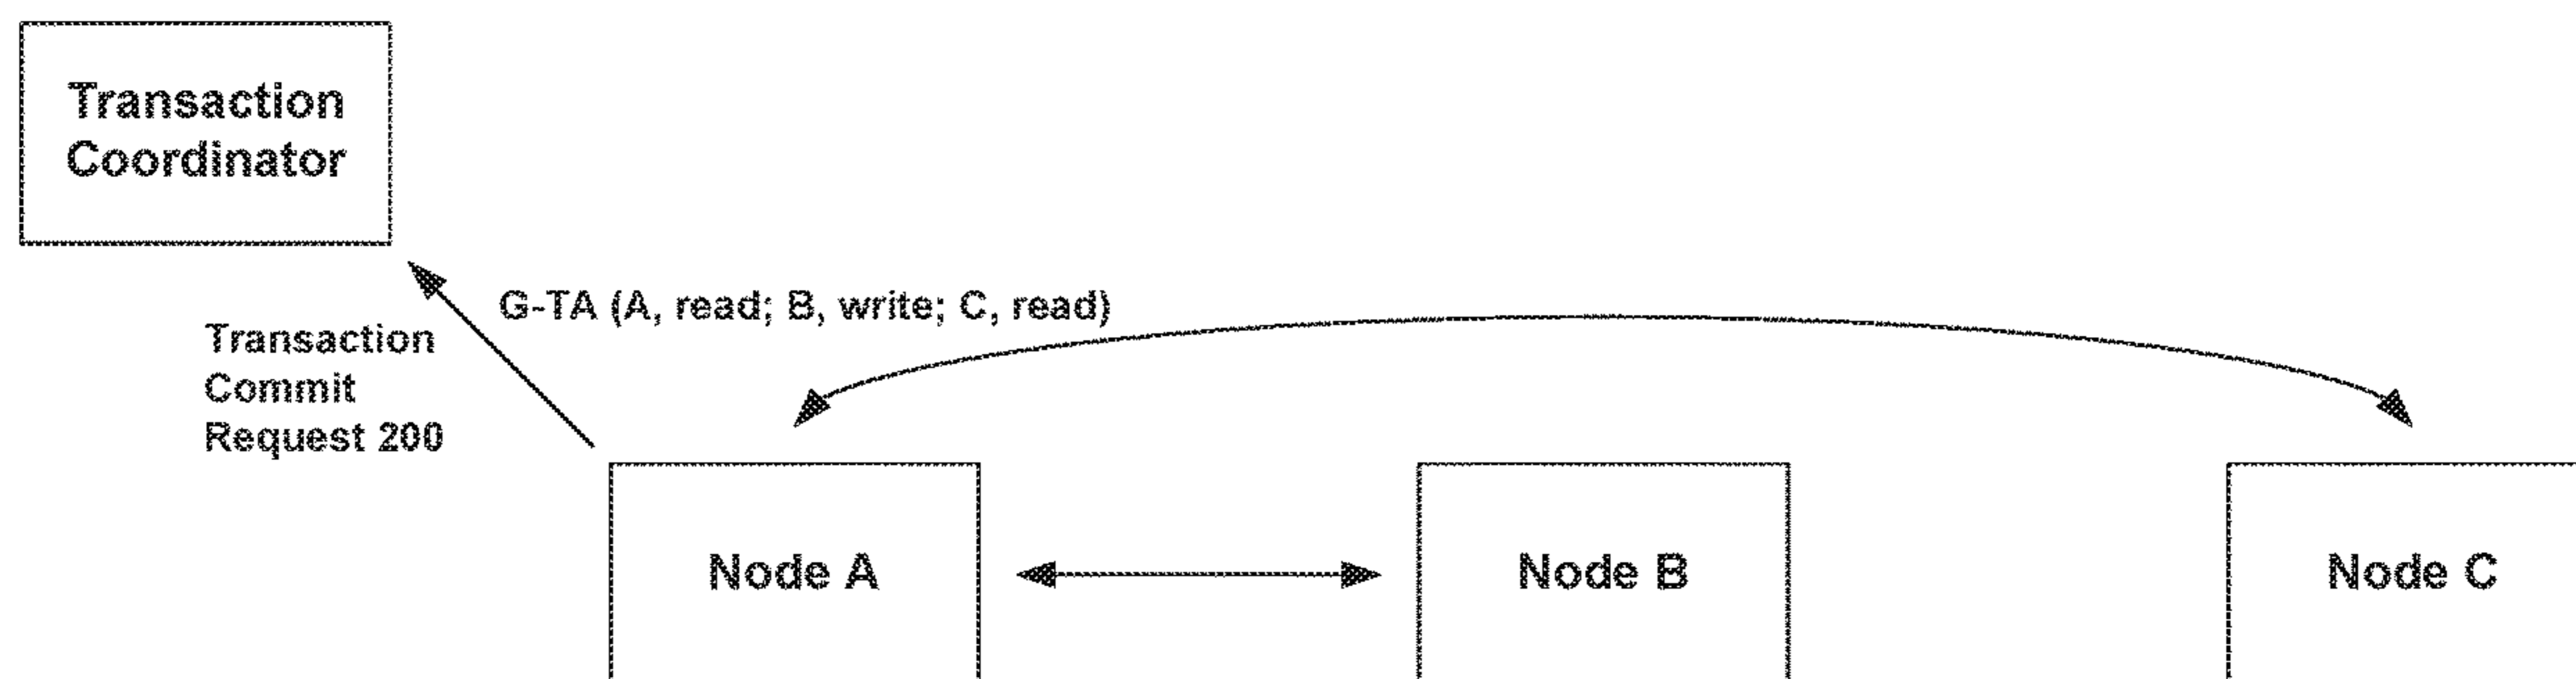 Transaction
Coordinator
G-TA (A, read; B, write; C, read)
Transaction
Commit
Request 200
Node A
Node B
Node C